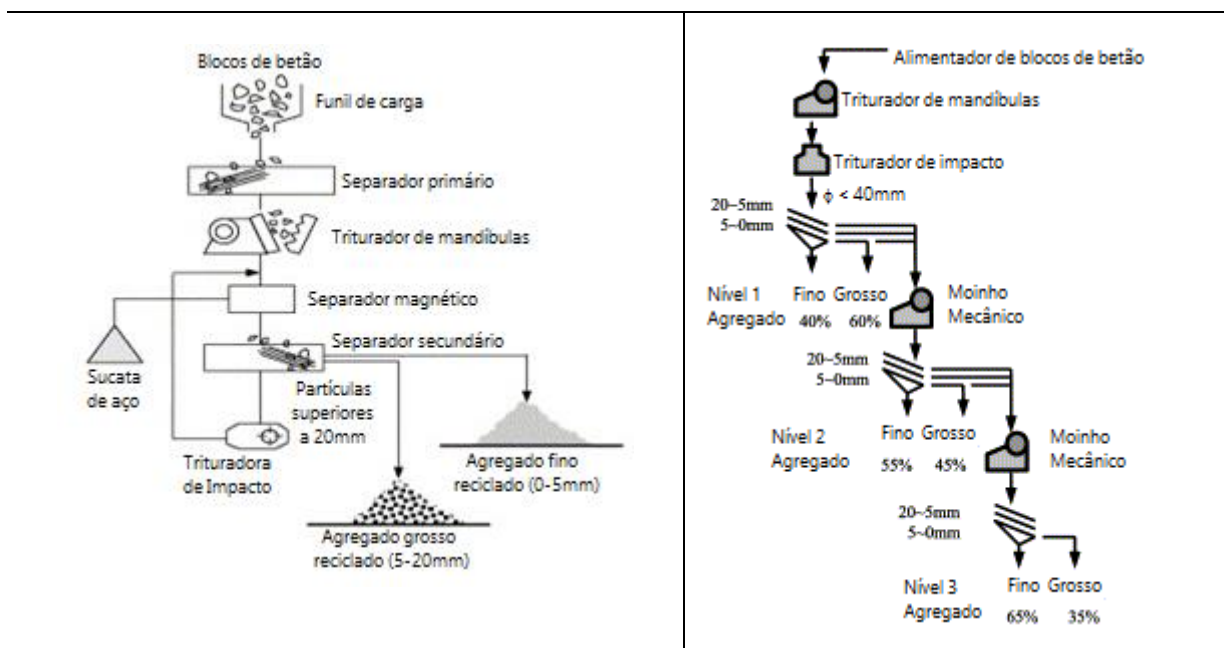 Blocos de betão
Funil de carga
Separador primário
Triturador de mandíbulas
Separador magnético
Separador secundário
Sucata
de aço
Partículas
superiores
a 20mm
Trituradora
de Impacto
Agregado fino
reciclado (0-5mm)
Agregado grosso
reciclado (5-20mm)
Alimentador de blocos de betão
Triturador de mandíbulas
Triturador de impacto
ϕ < 40mm
20~5mm
5~0mm
Nível 1 Fino Grosso
Agregado 40% 60%
Moinho
Mecânico
20~5mm
5~0mm
Nível 2 Fino Grosso
Agregado 55% 45%
Moinho
Mecânico
20~5mm
5~0mm
Nível 3 Fino Grosso
Agregado 65% 35%